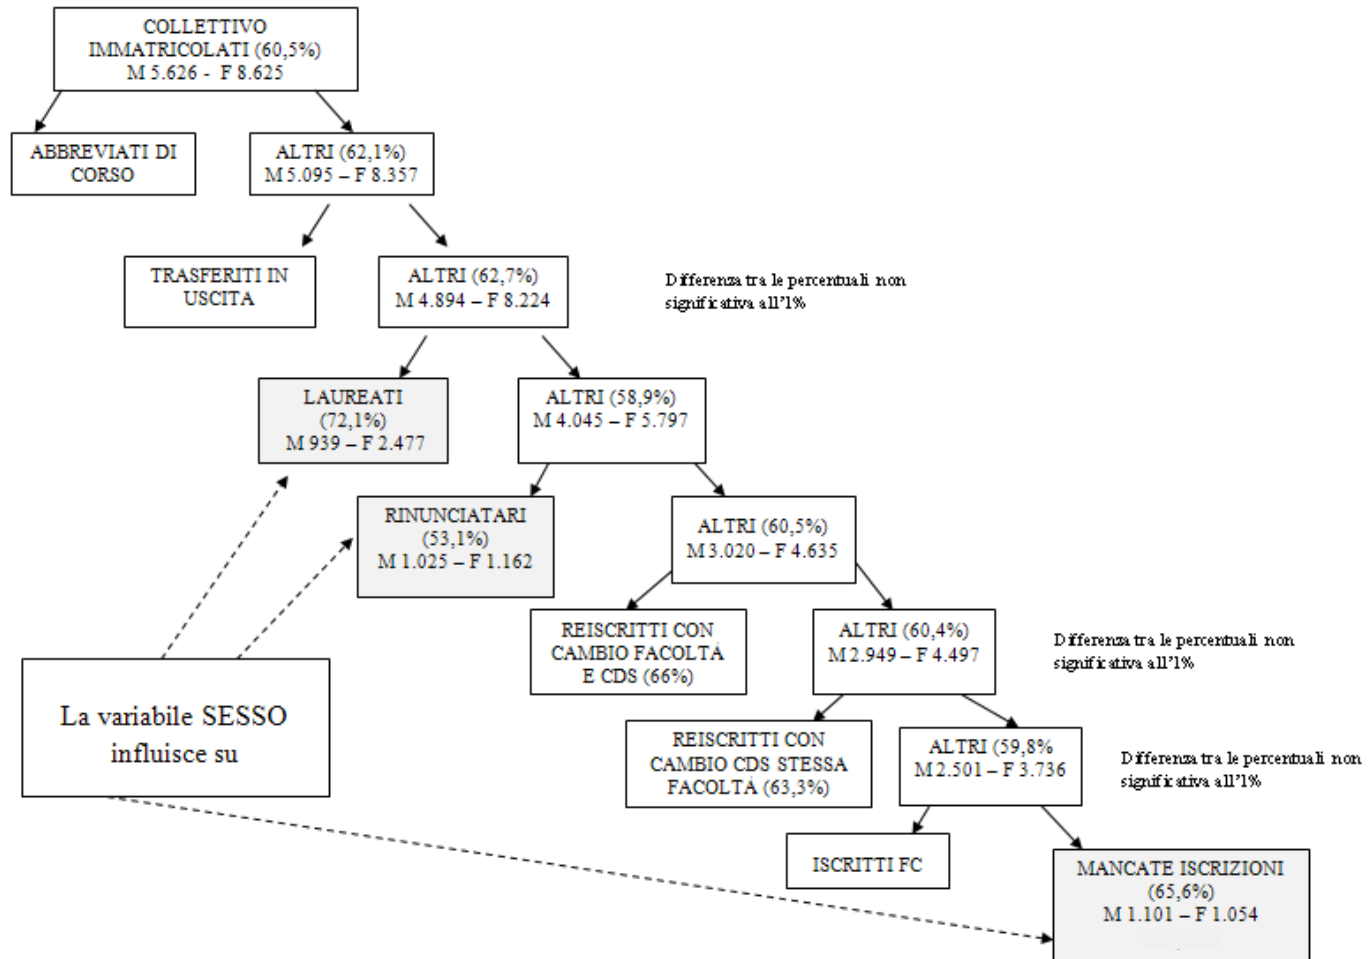 COLLETTIVO
IMMATRICOLATI (60,5%)
M 5.626 - F 8.625
ABBREVIATI DI
CORSO
ALTRI (62,1%)
M 5.095 – F 8.357
TRASFERITI IN
USCITA
ALTRI (62,7%)
M 4.894 – F 8.224
Differenza tra le percentuali non
significativa all'1%
LAUREATI
(72,1%)
M 939 – F 2.477
ALTRI (58,9%)
M 4.045 – F 5.797
RINUNCIATARI
(53,1%)
M 1.025 – F 1.162
ALTRI (60,5%)
M 3.020 – F 4.635
REISCRITTI CON
CAMBIO FACOLTÀ
E CDS (66%)
ALTRI (60,4%)
M 2.949 – F 4.497
Differenza tra le percentuali non
significativa all'1%
La variabile SESSO
influisce su
REISCRITTI CON
CAMBIO CDS STESSA
FACOLTÀ (63,3%)
ALTRI (59,8%
M 2.501 – F 3.736
Differenza tra le percentuali non
significativa all'1%
ISCRITTI FC
MANCATE ISCRIZIONI
(65,6%)
M 1.101 – F 1.054